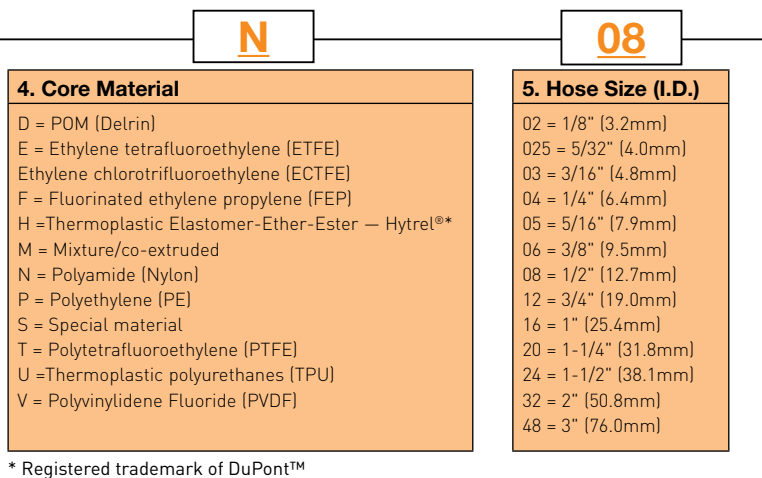 N
08
4. Core Material
D = POM (Delrin)
E = Ethylene tetrafluoroethylene (ETFE)
Ethylene chlorotrifluoroethylene (ECTFE)
F = Fluorinated ethylene propylene (FEP)
H =Thermoplastic Elastomer-Ether-Ester — Hytrel®*
M = Mixture/co-extruded
N = Polyamide (Nylon)
P = Polyethylene (PE)
S = Special material
T = Polytetrafluoroethylene (PTFE)
U =Thermoplastic polyurethanes (TPU)
V = Polyvinylidene Fluoride (PVDF)
5. Hose Size (I.D.)
02 = 1/8" (3.2mm)
025 = 5/32" (4.0mm)
03 = 3/16" (4.8mm)
04 = 1/4" (6.4mm)
05 = 5/16" (7.9mm)
06 = 3/8" (9.5mm)
08 = 1/2" (12.7mm)
12 = 3/4" (19.0mm)
16 = 1" (25.4mm)
20 = 1-1/4" (31.8mm)
24 = 1-1/2" (38.1mm)
32 = 2" (50.8mm)
48 = 3" (76.0mm)
* Registered trademark of DuPont™